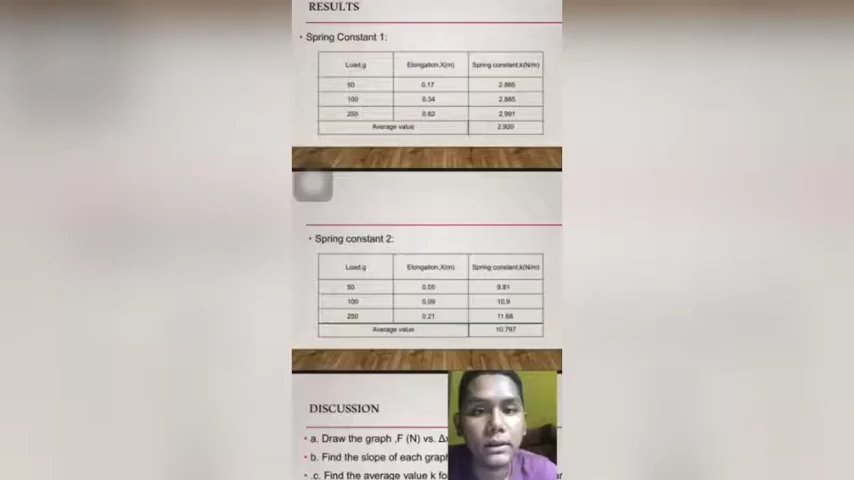 RESULTS
• Spring Constant 1:
Load,g Elongation,X(m) Spring constant,k(N/m)
50 0.17 2.885
100 0.34 2.885
250 0.82 2.991
Average value 2.920
• Spring constant 2:
Load,g Elongation,X(m) Spring constant,k(N/m)
50 0.05 9.81
100 0.09 10.9
250 0.21 11.68
Average value 10.797
DISCUSSION
• a. Draw the graph ,F (N) vs. Δx
• b. Find the slope of each graph
• .c. Find the average value k fo